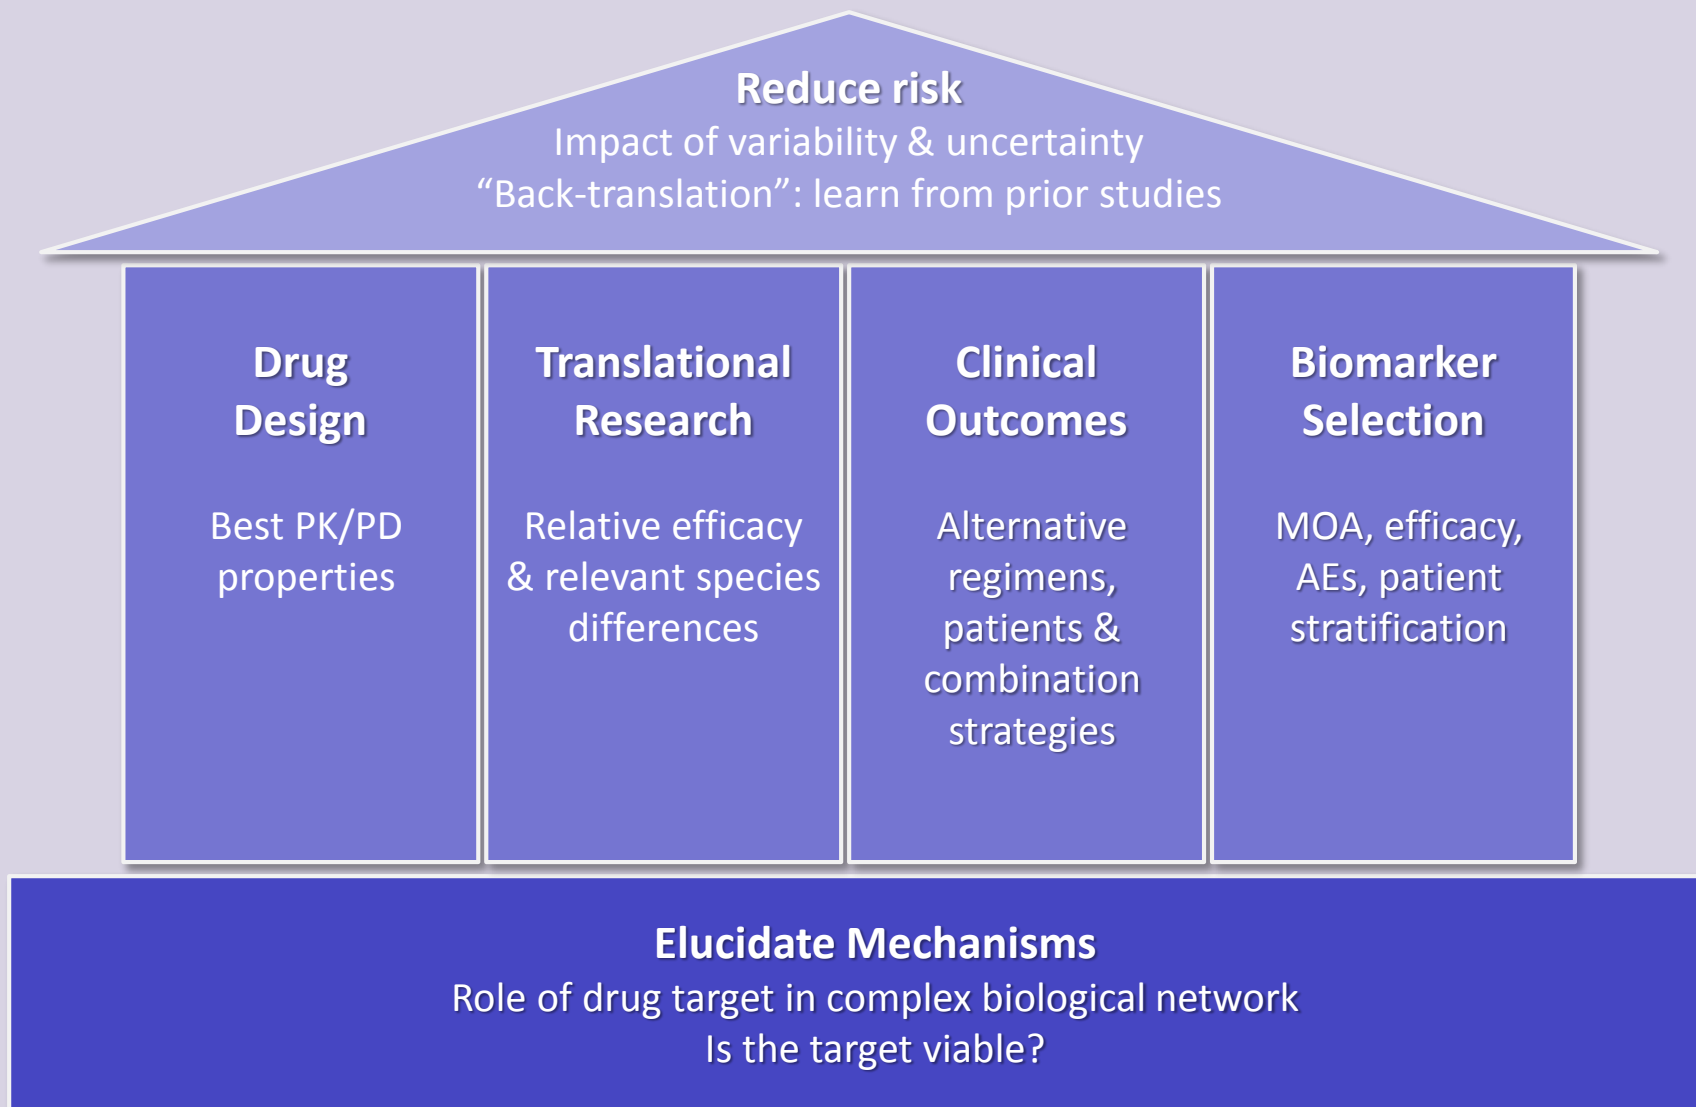 Reduce risk
Impact of variability & uncertainty
“Back-translation”: learn from prior studies
Drug
Design
Best PK/PD
properties
Translational
Research
Relative efficacy
& relevant species
differences
Clinical
Outcomes
Alternative
regimens,
patients &
combination
strategies
Biomarker
Selection
MOA, efficacy,
AEs, patient
stratification
Elucidate Mechanisms
Role of drug target in complex biological network
Is the target viable?